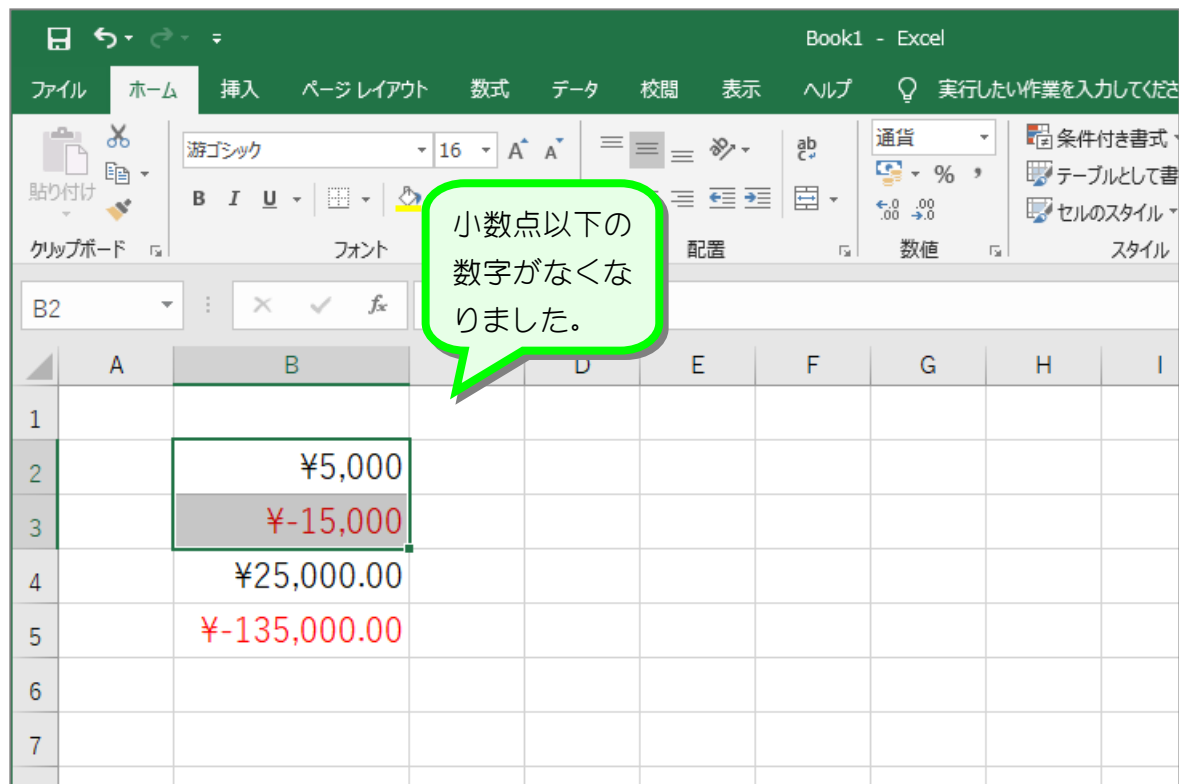 Book1 - Excel
ファイル ホーム 挿入 ページ レイアウト 数式 データ 校閲 表示 ヘルプ 実行したい作業を入力してくださ
貼り付け
游ゴシック 16 A A ab 通貨 条件付き書式
B I U % , テーブルとして書
.0 .00 .00 .0 セルのスタイル
クリップボード フォント 配置 数値 スタイル
小数点以下の
数字がなくな
りました。
B2 fx
A B D E F G H I
1
2 ¥5,000
3 ¥-15,000
4 ¥25,000.00
5 ¥-135,000.00
6
7